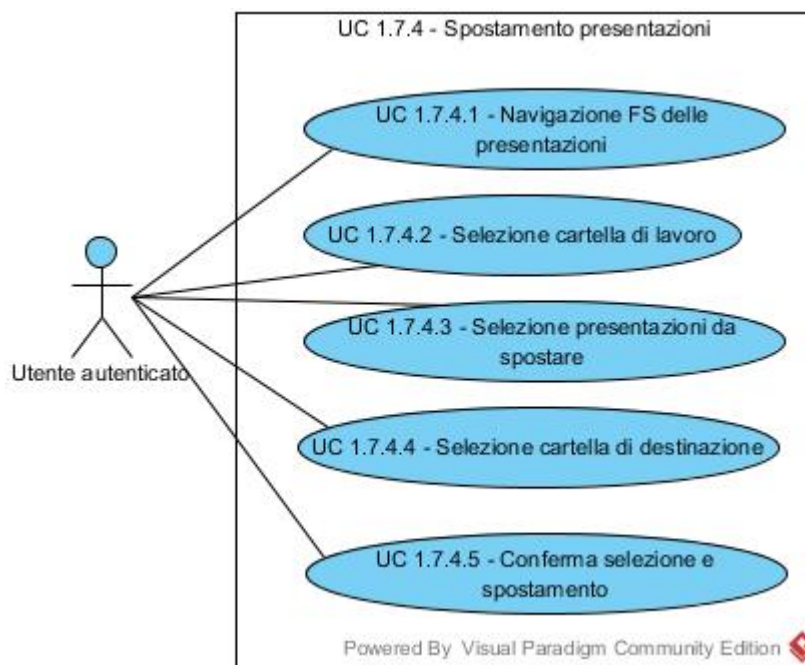 UC 1.7.4 - Spostamento presentazioni
UC 1.7.4.1 - Navigazione FS delle
presentazioni
UC 1.7.4.2 - Selezione cartella di lavoro
UC 1.7.4.3 - Selezione presentazioni da
spostare
Utente autenticato
UC 1.7.4.4 - Selezione cartella di destinazione
UC 1.7.4.5 - Conferma selezione e
spostamento
Powered By Visual Paradigm Community Edition